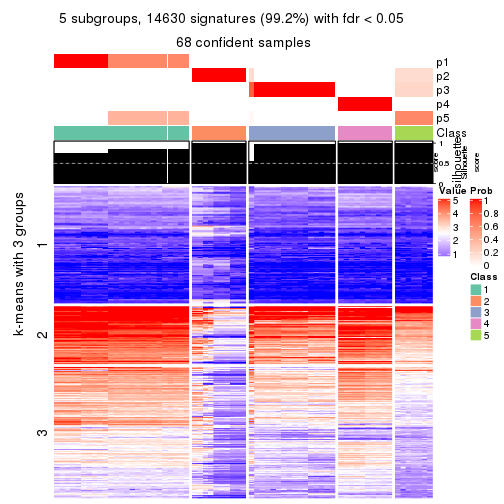 5 subgroups, 14630 signatures (99.2%) with fdr < 0.05
68 confident samples
p1
p2
p3
p4
p5
Class
1
0.5
0
silhouette
score
Silhouette
score
k-means with 3 groups
1
2
3
Value
5
4
3
2
1
Prob
1
0.8
0.6
0.4
0.2
0
Class
1
2
3
4
5